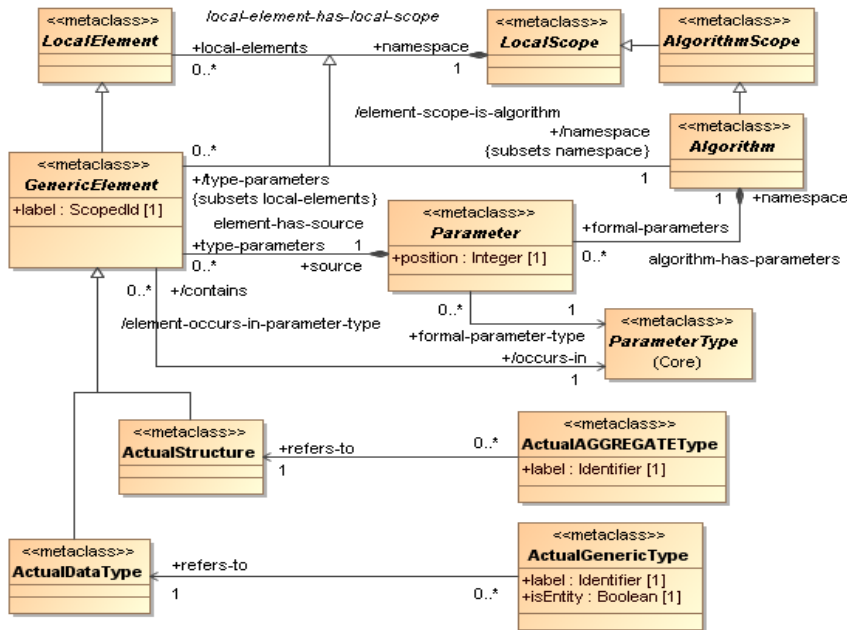 /local-element-has-local-scope
<<metaclass>>
LocalElement
+local-elements
0..*
+namespace
1
<<metaclass>>
LocalScope
<<metaclass>>
AlgorithmScope
/element-scope-is-algorithm
<<metaclass>>
GenericElement
+label : ScopedId [1]
0..*
+/type-parameters
{subsets local-elements}
+/namespace
{subsets namespace}
1
<<metaclass>>
Algorithm
1
+namespace
element-has-source
+type-parameters
0..*
1
+source
<<metaclass>>
Parameter
+position : Integer [1]
+formal-parameters
0..*
algorithm-has-parameters
0..*
+/contains
/element-occurs-in-parameter-type
0..*
1
+formal-parameter-type
+/occurs-in
1
<<metaclass>>
ParameterType
(Core)
<<metaclass>>
ActualStructure
+refers-to
1
0..*
<<metaclass>>
ActualAGGREGATEType
+label : Identifier [1]
<<metaclass>>
ActualDataType
+refers-to
1
0..*
<<metaclass>>
ActualGenericType
+label : Identifier [1]
+isEntity : Boolean [1]